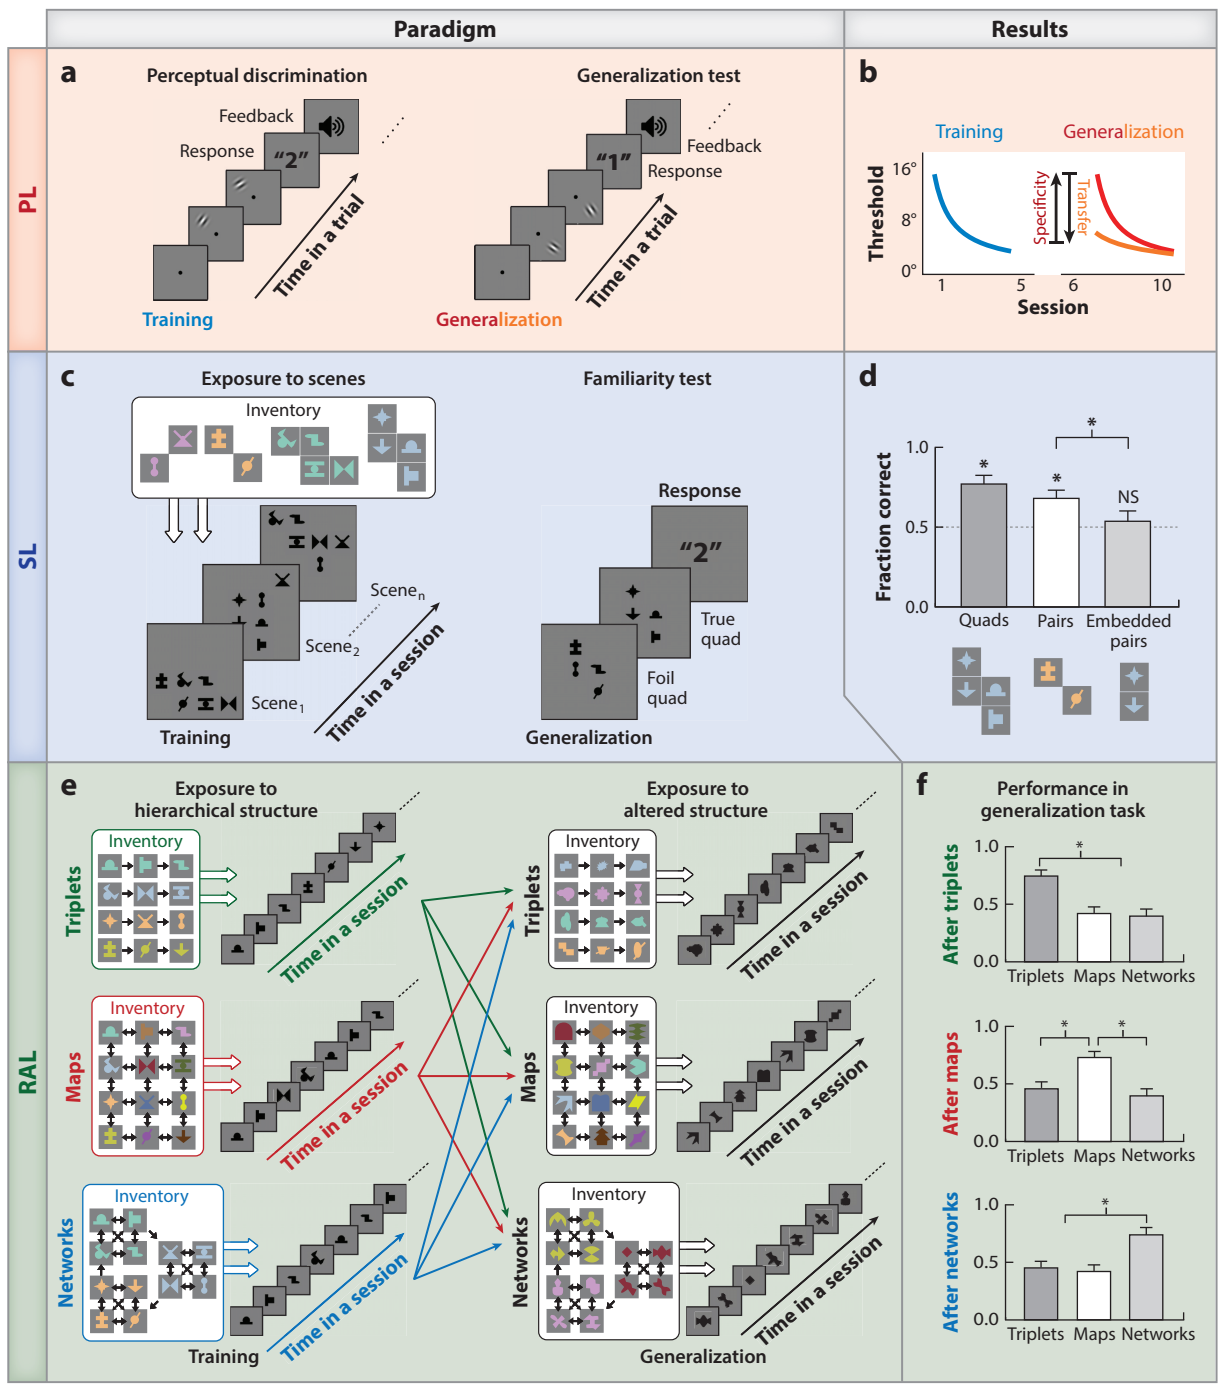 Paradigm
Results
PL
a
Perceptual discrimination
Feedback
Response
“2”
Time in a trial
Training
Generalization test
“1”
Feedback
Response
Time in a trial
Generalization
b
Training
Generalization
Threshold
16°
8°
0°
Specificity
Transfer
1
5
6
10
Session
SL
c
Exposure to scenes
Inventory
Scene1
Scene2
Scenen
Time in a session
Training
Familiarity test
Response
“2”
True
quad
Foil
quad
Generalization
d
Fraction correct
1.0
0.5
0.0
*
*
*
NS
Quads
Pairs
Embedded
pairs
RAL
e
Exposure to
hierarchical structure
Exposure to
altered structure
Triplets
Inventory
Time in a session
Triplets
Inventory
Time in a session
Maps
Inventory
Time in a session
Maps
Inventory
Time in a session
Networks
Inventory
Time in a session
Networks
Inventory
Time in a session
Training
Generalization
f
Performance in
generalization task
After triplets
1.0
0.5
0.0
*
Triplets
Maps
Networks
After maps
1.0
0.5
0.0
*
*
Triplets
Maps
Networks
After networks
1.0
0.5
0.0
*
Triplets
Maps
Networks